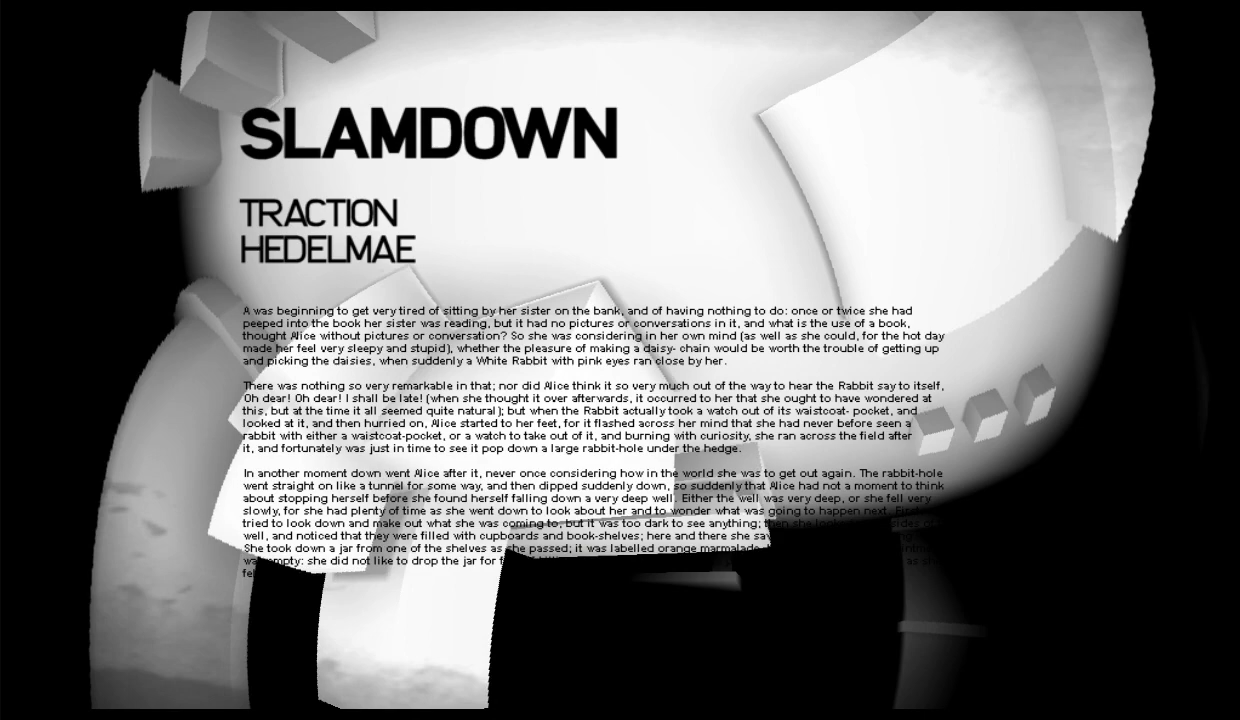 SLAMDOWN
TRACTION
HEDELMAE
A was beginning to get very tired of sitting by her sister on the bank, and of having nothing to do: once or twice she had
peeped into the book her sister was reading, but it had no pictures or conversations in it, and what is the use of a book,
thought Alice without pictures or conversation? So she was considering in her own mind (as well as she could, for the hot day
made her feel very sleepy and stupid), whether the pleasure of making a daisy- chain would be worth the trouble of getting up
and picking the daisies, when suddenly a White Rabbit with pink eyes ran close by her.
There was nothing so very remarkable in that; nor did Alice think it so very much out of the way to hear the Rabbit say to itself,
Oh dear! Oh dear! I shall be late! (when she thought it over afterwards, it occurred to her that she ought to have wondered at
this, but at the time it all seemed quite natural); but when the Rabbit actually took a watch out of its waistcoat- pocket, and
looked at it, and then hurried on, Alice started to her feet, for it flashed across her mind that she had never before seen a
rabbit with either a waistcoat-pocket, or a watch to take out of it, and burning with curiosity, she ran across the field after
it, and fortunately was just in time to see it pop down a large rabbit-hole under the hedge.
In another moment down went Alice after it, never once considering how in the world she was to get out again. The rabbit-hole
went straight on like a tunnel for some way, and then dipped suddenly down, so suddenly that Alice had not a moment to think
about stopping herself before she found herself falling down a very deep well. Either the well was very deep, or she fell very
slowly, for she had plenty of time as she went down to look about her and to wonder what was going to happen next. First
tried to look down and make out what she was coming to, but it was too dark to see anything; then she sides of
well, and noticed that they were filled with cupboards and book-shelves; here and there she
She took down a jar from one of the shelves as she passed; it was labelled orange marmalade
was empty: she did not like to drop the jar for as